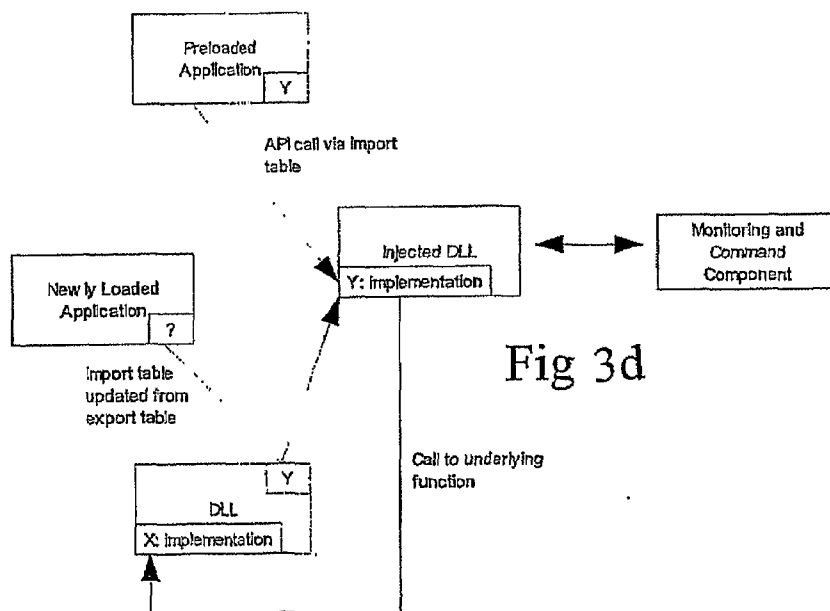 Preloaded
Application
Y
API call via import
table
Injected DLL
Y: implementation
Monitoring and
Command
Component
Newly Loaded
Application
?
Import table
updated from
export table
Fig 3d
Call to underlying
function
Y
DLL
X: implementation